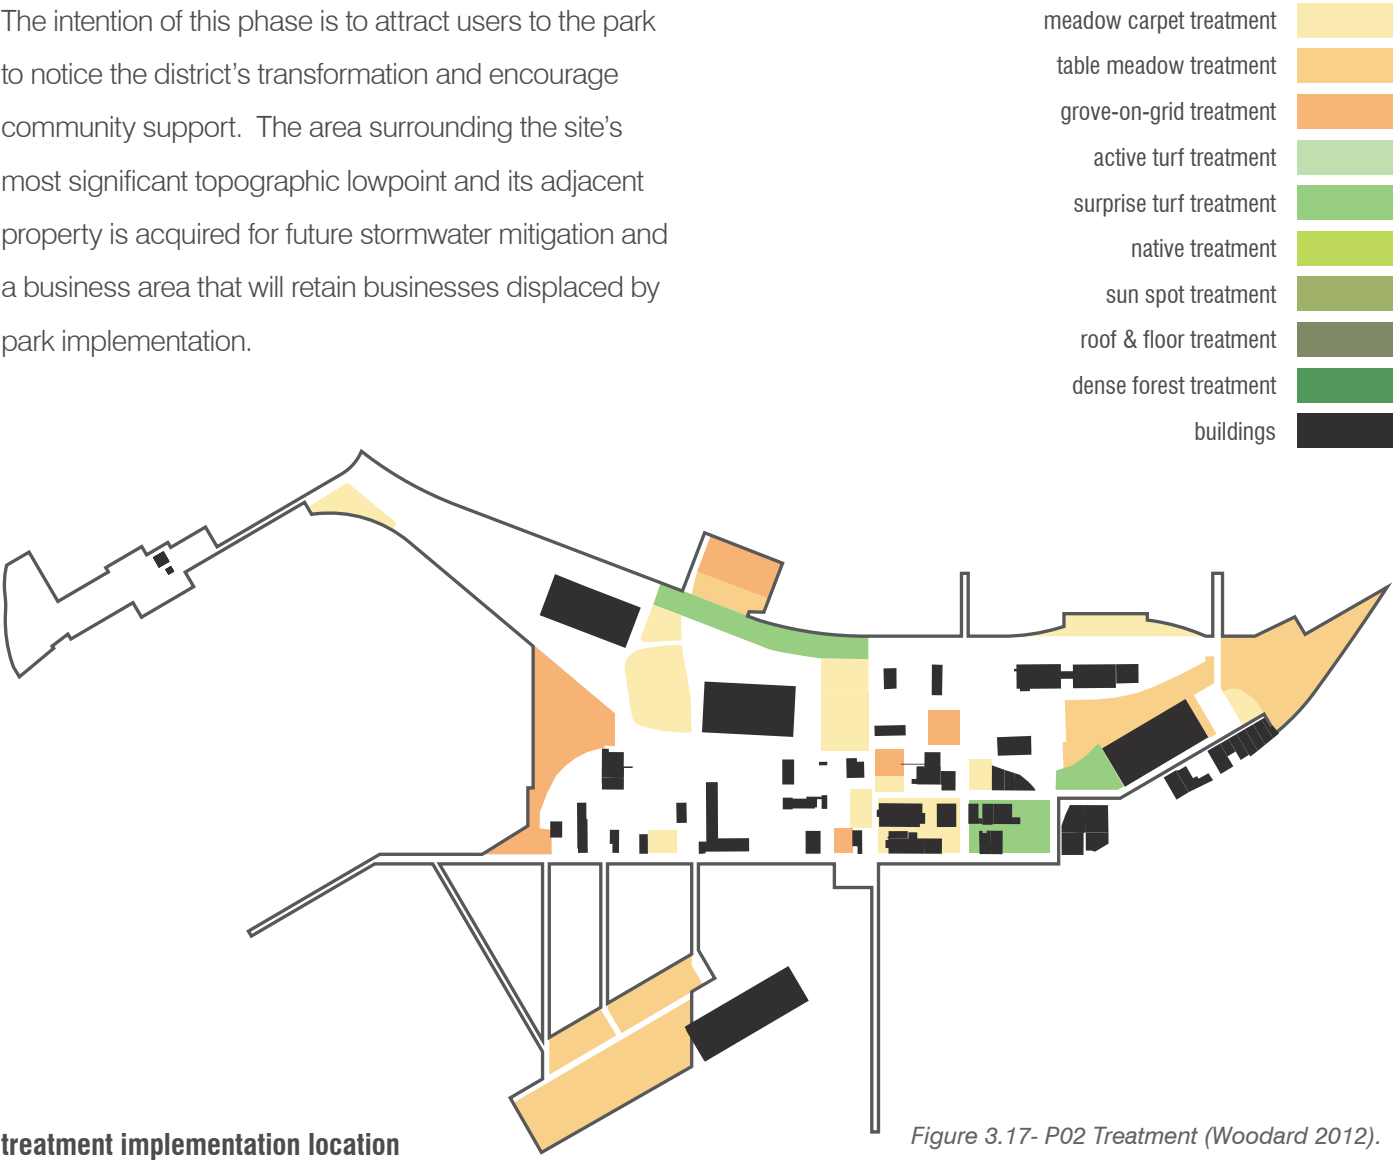 The intention of this phase is to attract users to the park
to notice the district’s transformation and encourage
community support.  The area surrounding the site’s
most significant topographic lowpoint and its adjacent
property is acquired for future stormwater mitigation and
a business area that will retain businesses displaced by
park implementation.
meadow carpet treatment
table meadow treatment
grove-on-grid treatment
active turf treatment
surprise turf treatment
native treatment
sun spot treatment
roof & floor treatment
dense forest treatment
buildings
treatment implementation location
Figure 3.17- P02 Treatment (Woodard 2012).